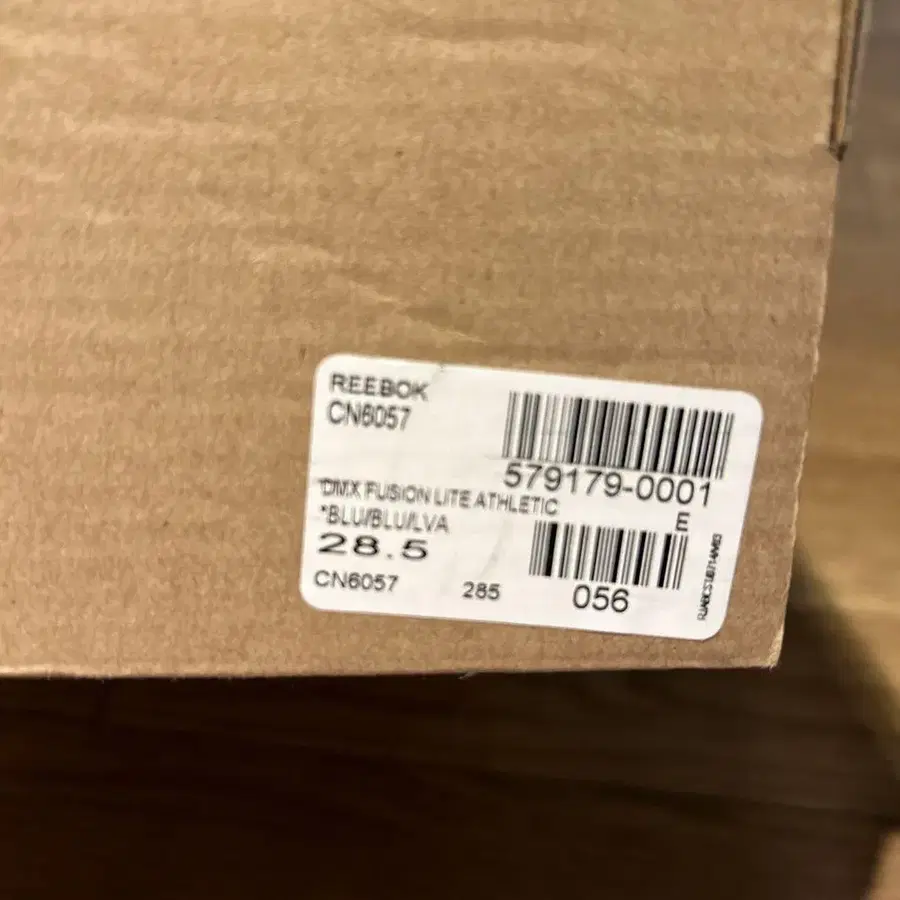 REEBOK
CN6057
579179-0001
*DMX FUSION LITE ATHLETIC
*BLU/BLU/LVA
E
28.5
CN6057
285
056